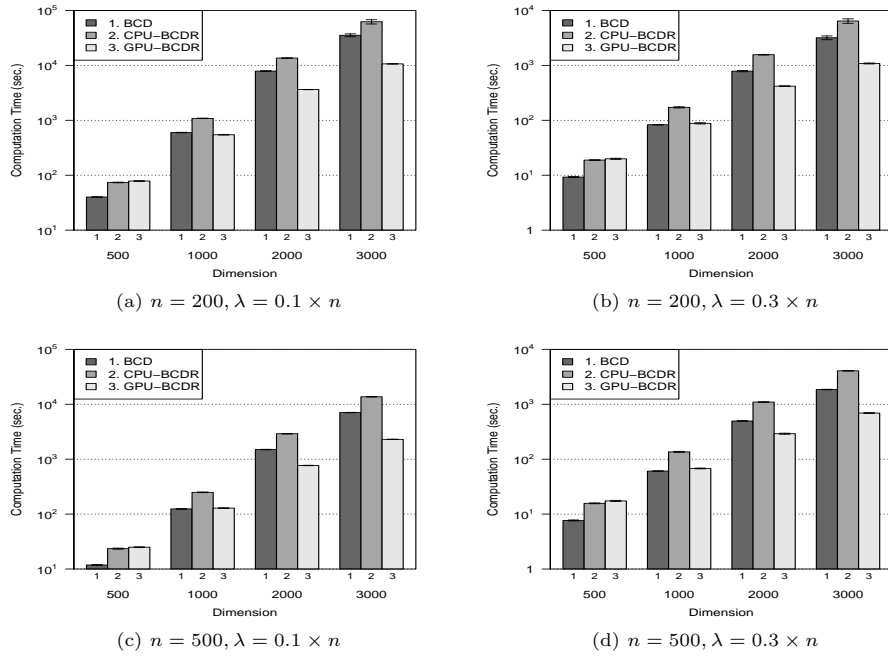 10^5
10^4
10^3
10^2
10^1
Computation Time (sec.)
1. BCD
2. CPU−BCDR
3. GPU−BCDR
1 2 3 1 2 3 1 2 3 1 2 3
500 1000 2000 3000
Dimension
(a) n = 200, λ = 0.1 × n
10^4
10^3
10^2
10^1
1
Computation Time (sec.)
1. BCD
2. CPU−BCDR
3. GPU−BCDR
1 2 3 1 2 3 1 2 3 1 2 3
500 1000 2000 3000
Dimension
(b) n = 200, λ = 0.3 × n
10^5
10^4
10^3
10^2
10^1
Computation Time (sec.)
1. BCD
2. CPU−BCDR
3. GPU−BCDR
1 2 3 1 2 3 1 2 3 1 2 3
500 1000 2000 3000
Dimension
(c) n = 500, λ = 0.1 × n
10^4
10^3
10^2
10^1
1
Computation Time (sec.)
1. BCD
2. CPU−BCDR
3. GPU−BCDR
1 2 3 1 2 3 1 2 3 1 2 3
500 1000 2000 3000
Dimension
(d) n = 500, λ = 0.3 × n